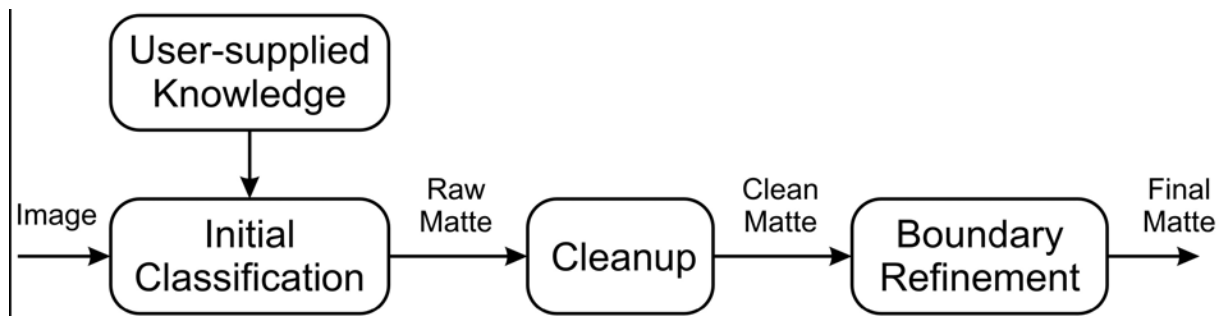 User-supplied
Knowledge
Image
Initial
Classification
Raw
Matte
Cleanup
Clean
Matte
Boundary
Refinement
Final
Matte